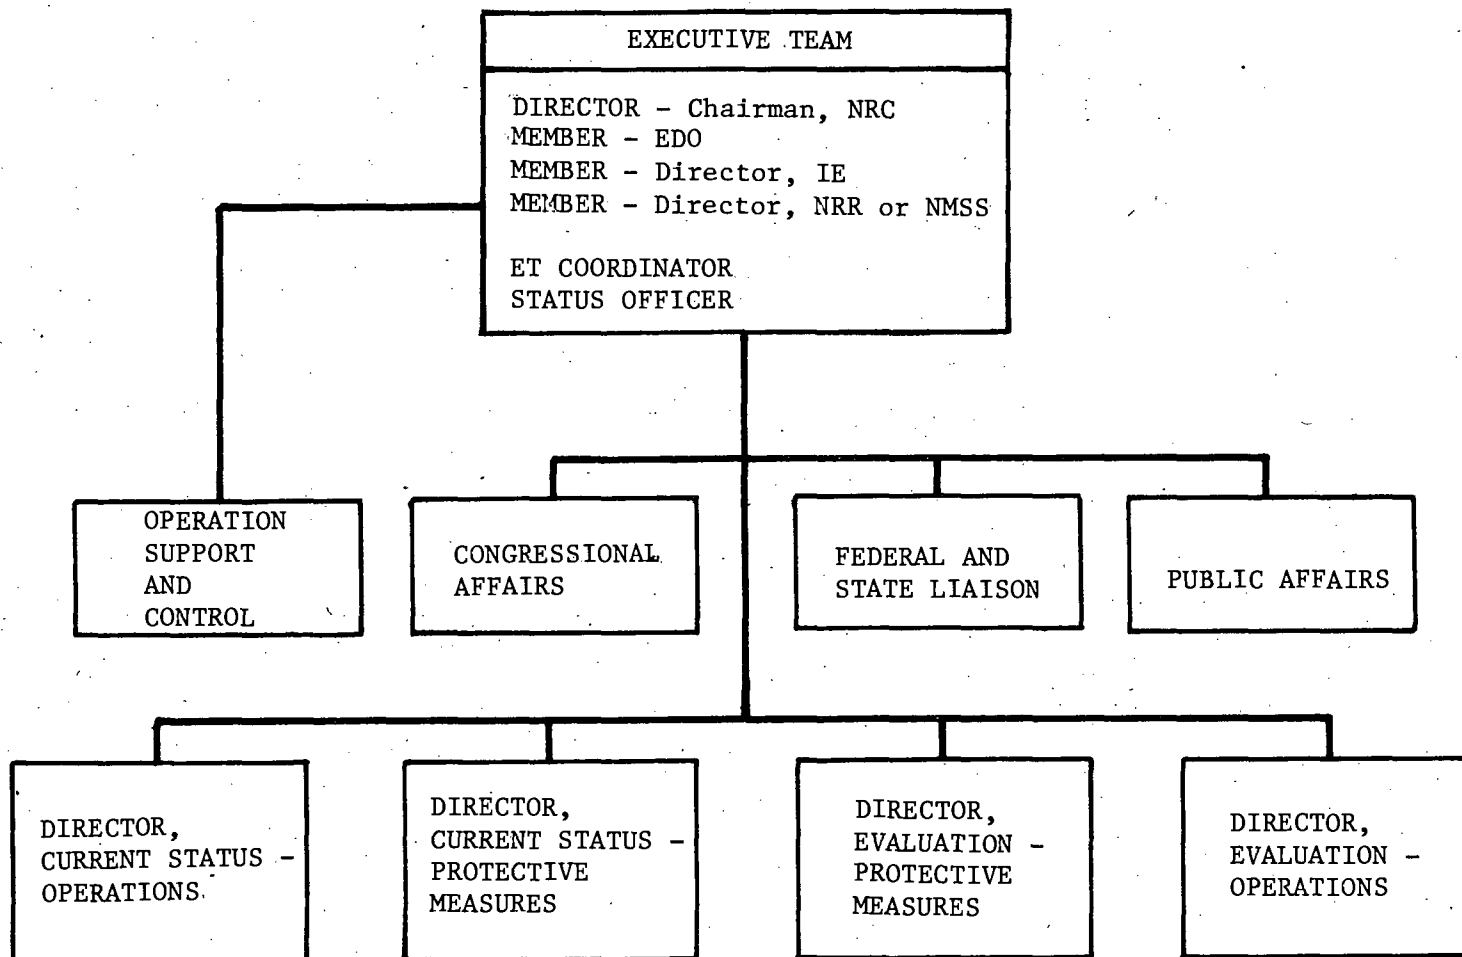 EXECUTIVE TEAM
DIRECTOR - Chairman, NRC
MEMBER - EDO
MEMBER - Director, IE
MEMBER - Director, NRR or NMSS
ET COORDINATOR
STATUS OFFICER
OPERATION
SUPPORT
AND
CONTROL
CONGRESSIONAL
AFFAIRS
FEDERAL AND
STATE LIAISON
PUBLIC AFFAIRS
DIRECTOR,
CURRENT STATUS -
OPERATIONS
DIRECTOR,
CURRENT STATUS -
PROTECTIVE
MEASURES
DIRECTOR,
EVALUATION -
PROTECTIVE
MEASURES
DIRECTOR,
EVALUATION -
OPERATIONS